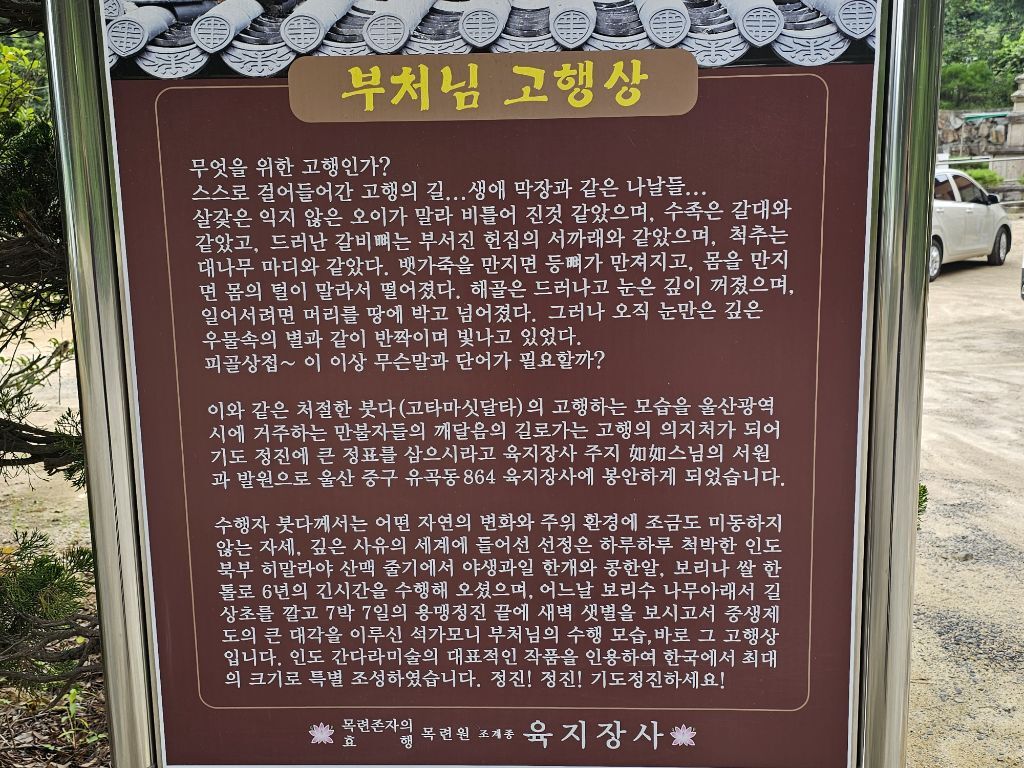 부처님 고행상
무엇을 위한 고행인가?
스스로 걸어들어간 고행의 길...생애 막장과 같은 나날들...
살갖은 익지 않은 오이가 말라 비틀어 진것 같았으며, 수족은 갈대와
같았고, 드러난 갈비뼈는 부서진 헌집의 서까래와 같았으며, 척추는
대나무 마디와 같았다. 뱃가죽을 만지면 등뼈가 만져지고, 몸을 만지
면 몸의 털이 말라서 떨어졌다. 해골은 드러나고 눈은 깊이 꺼졌으며,
일어서려면 머리를 땅에 박고 넘어졌다. 그러나 오직 눈만은 깊은
우물속의 별과 같이 반짝이며 빛나고 있었다.
피골상접~ 이 이상 무슨말과 단어가 필요할까?
이와 같은 처절한 붓다(고타마싯달타)의 고행하는 모습을 울산광역
시에 거주하는 만불자들의 깨달음의 길로가는 고행의 의지처가 되어
기도 정진에 큰 정표를 삼으시라고 육지장사 주지 如如스님의 서원
과 발원으로 울산 중구 유곡동864 육지장사에 봉안하게 되었습니다.
수행자 붓다께서는 어떤 자연의 변화와 주위 환경에 조금도 미동하지
않는 자세, 깊은 사유의 세계에 들어선 선정은 하루하루 척박한 인도
북부 히말라야 산맥 줄기에서 야생과일 한개와 콩한알, 보리나 쌀 한
톨로 6년의 긴시간을 수행해 오셨으며, 어느날 보리수 나무아래서 길
상초를 깔고 7박 7일의 용맹정진 끝에 새벽 샛별을 보시고서 중생제
도의 큰 대각을 이루신 석가모니 부처님의 수행 모습,바로 그 고행상
입니다. 인도 간다라미술의 대표적인 작품을 인용하여 한국에서 최대
의 크기로 특별 조성하였습니다. 정진! 정진! 기도정진하세요!
목련존자의
효 행 목련원 조계종 육지장사